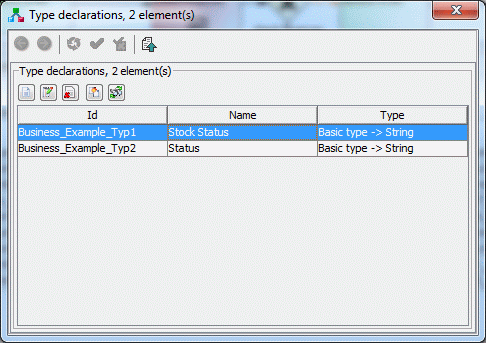 Type declarations, 2 element(s)
Type declarations, 2 element(s)
Id Name Type
Business_Example_Typ1 Stock Status Basic type -> String
Business_Example_Typ2 Status Basic type -> String